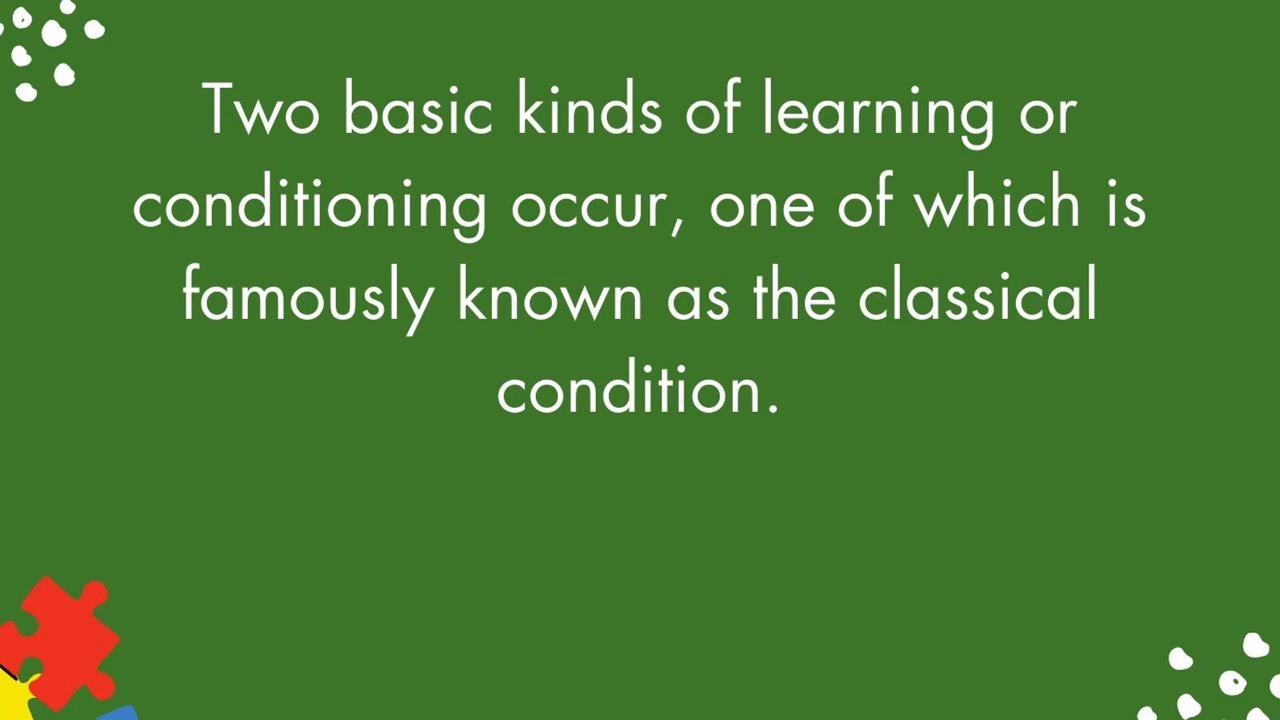 Two basic kinds of learning or
conditioning occur, one of which is
famously known as the classical
condition.